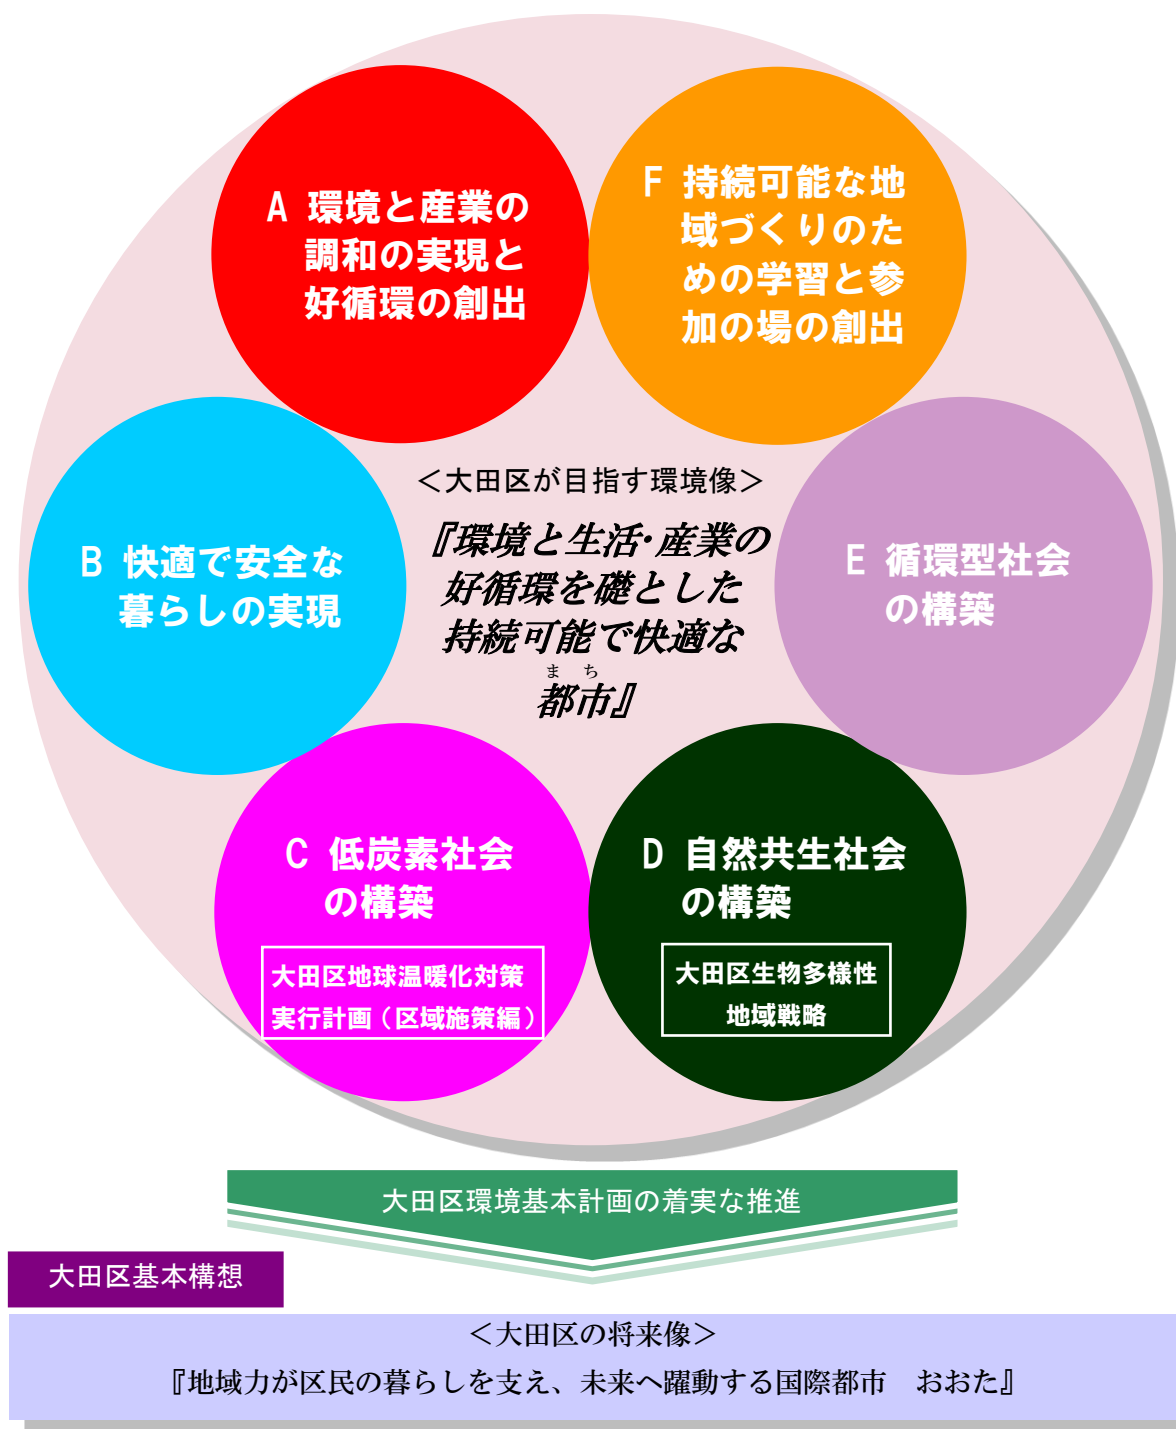 A 環境と産業の
調和の実現と
好循環の創出
F 持続可能な地
域づくりのた
めの学習と参
加の場の創出
B 快適で安全な
暮らしの実現
＜大田区が目指す環境像＞
『環境と生活・産業の
好循環を礎とした
持続可能で快適な
まち
都市』
E 循環型社会
の構築
C 低炭素社会
の構築
大田区地球温暖化対策
実行計画（区域施策編）
D 自然共生社会
の構築
大田区生物多様性
地域戦略
大田区環境基本計画の着実な推進
大田区基本構想
＜大田区の将来像＞
『地域力が区民の暮らしを支え、未来へ躍動する国際都市　おおた』